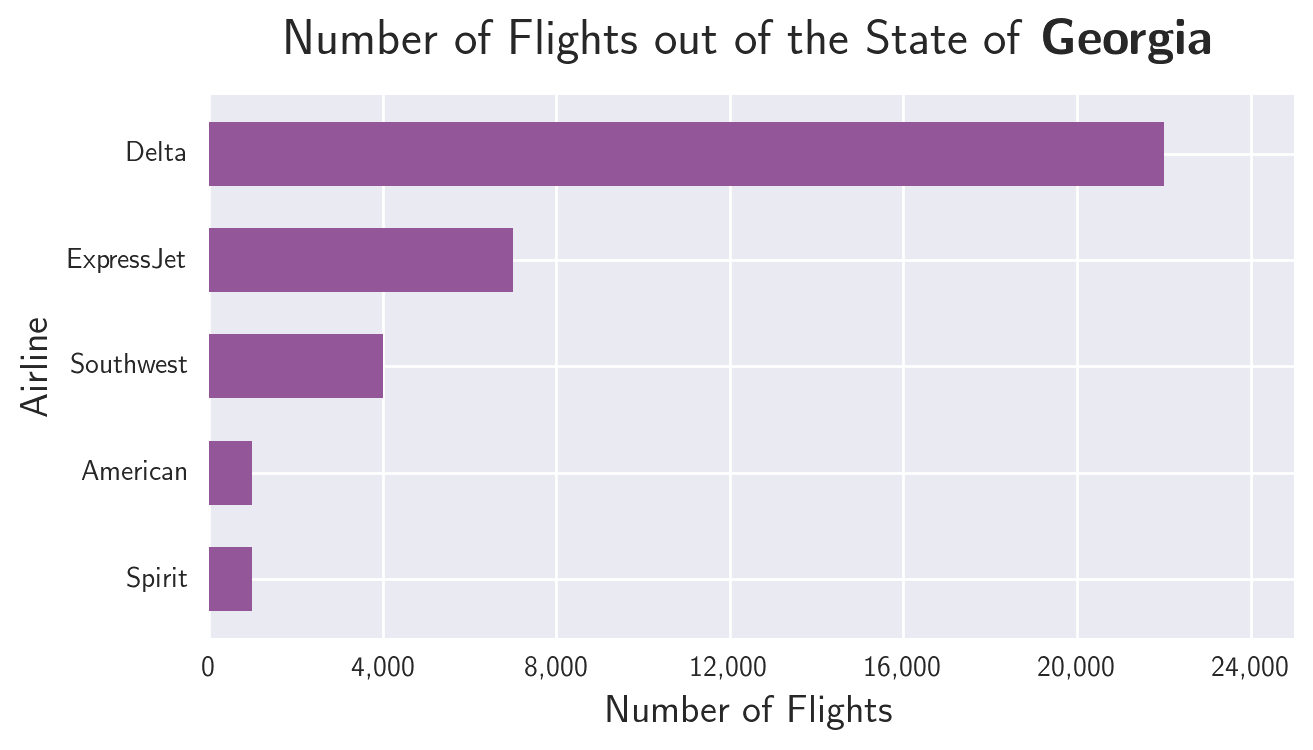 Number of Flights out of the State of Georgia
Delta
ExpressJet
Southwest
American
Spirit
Airline
0 4,000 8,000 12,000 16,000 20,000 24,000
Number of Flights